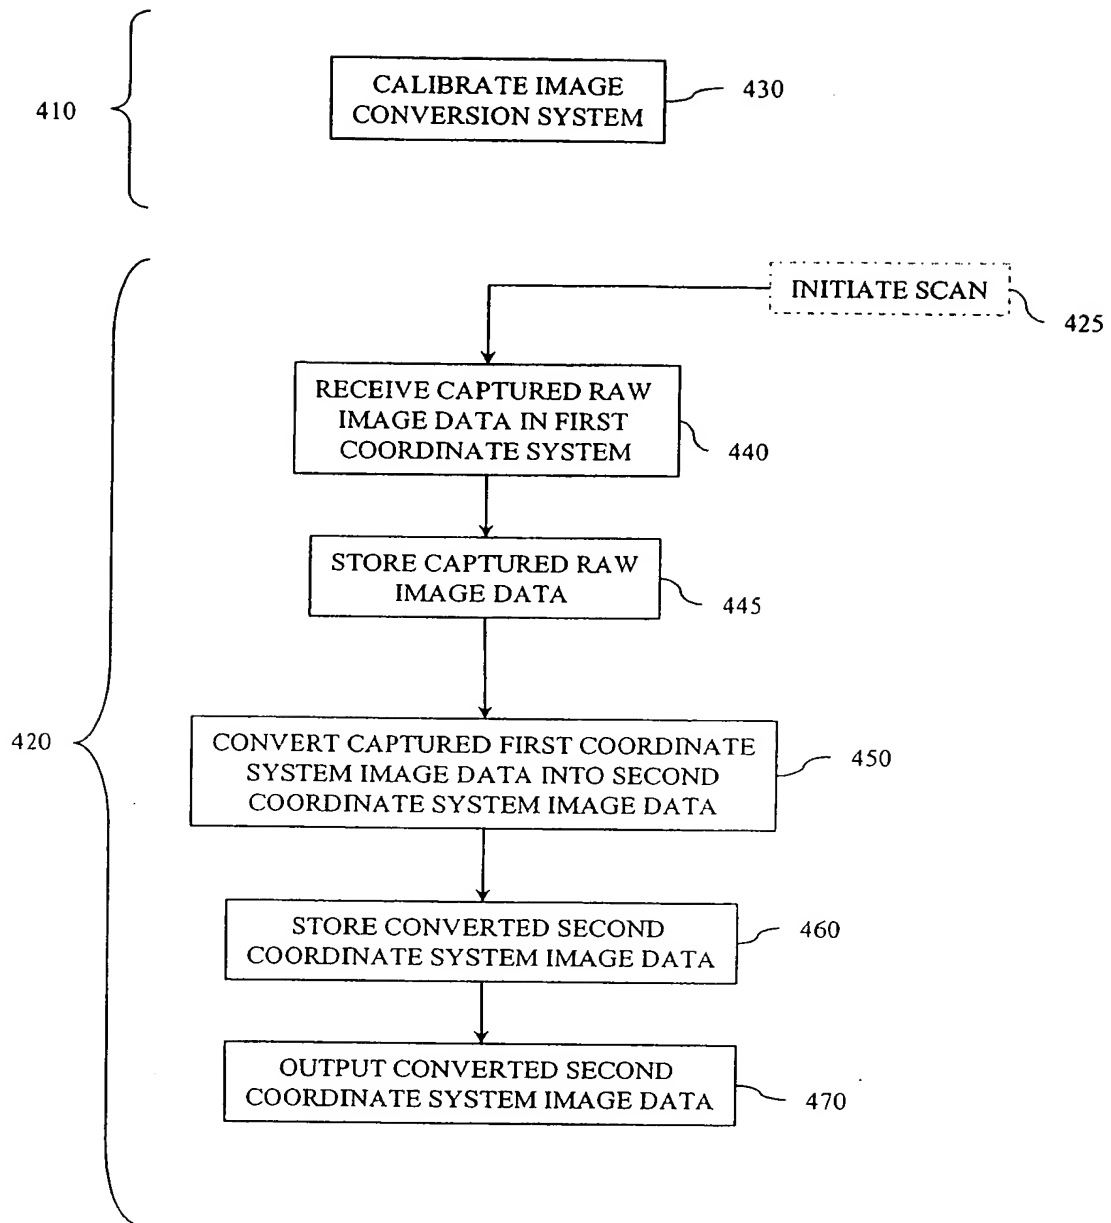 CALIBRATE IMAGE
CONVERSION SYSTEM
430
410
INITIATE SCAN
425
RECEIVE CAPTURED RAW
IMAGE DATA IN FIRST
COORDINATE SYSTEM
440
STORE CAPTURED RAW
IMAGE DATA
445
420
CONVERT CAPTURED FIRST COORDINATE
SYSTEM IMAGE DATA INTO SECOND
COORDINATE SYSTEM IMAGE DATA
450
STORE CONVERTED SECOND
COORDINATE SYSTEM IMAGE DATA
460
OUTPUT CONVERTED SECOND
COORDINATE SYSTEM IMAGE DATA
470